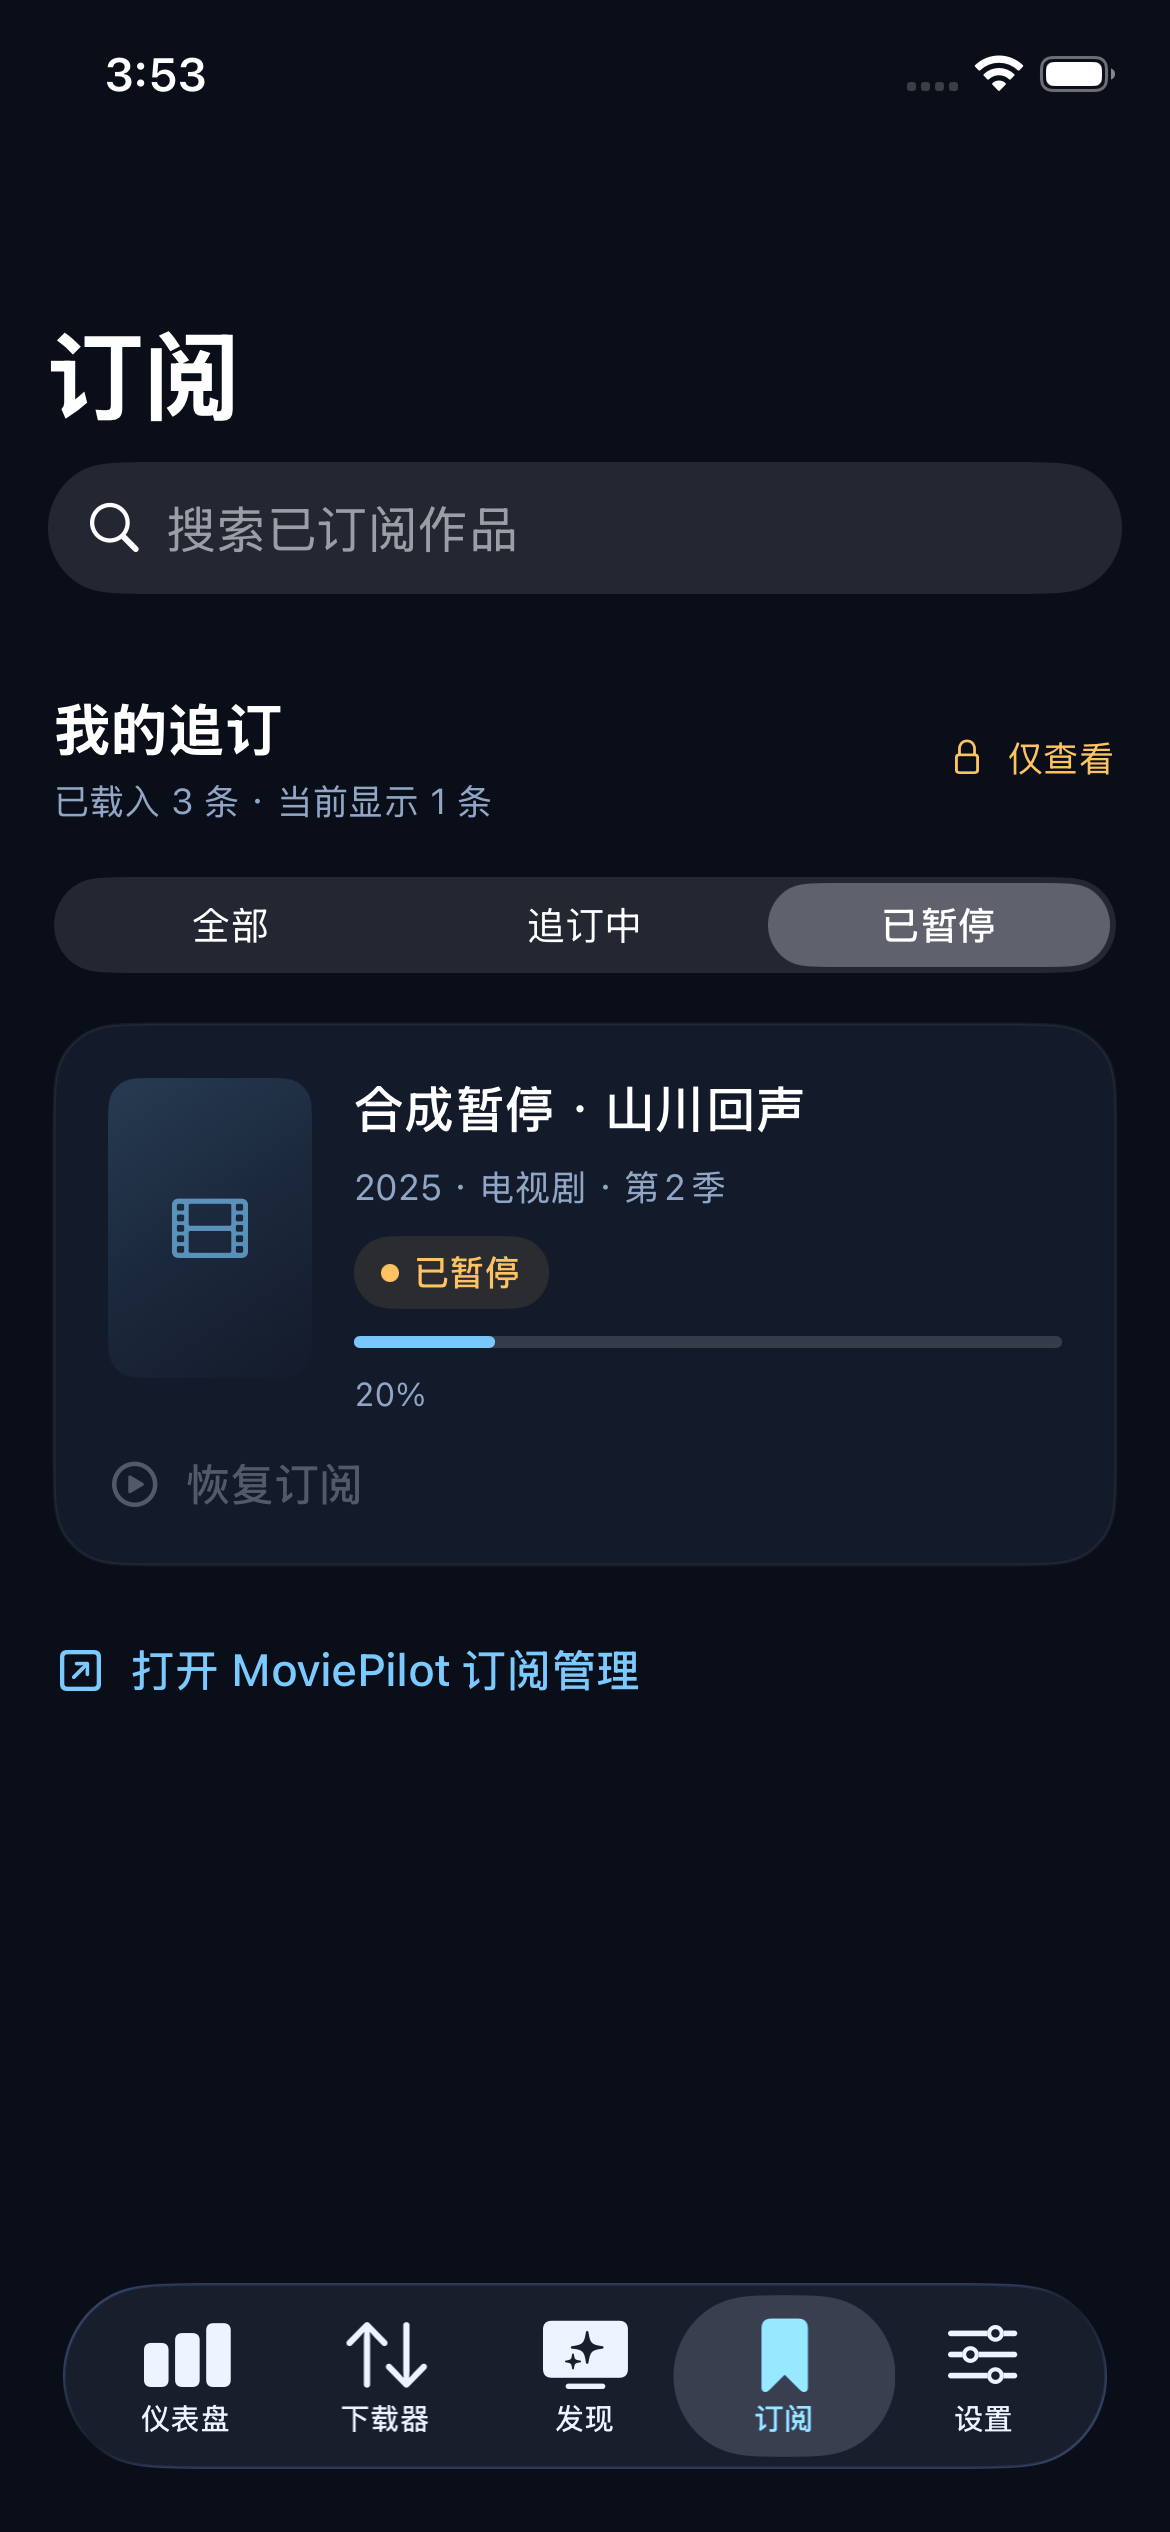 3:53
订阅
搜索已订阅作品
我的追订
已载入 3 条 · 当前显示 1 条
仅查看
全部
追订中
已暂停
合成暂停 · 山川回声
2025 · 电视剧 · 第 2 季
已暂停
20%
恢复订阅
打开 MoviePilot 订阅管理
仪表盘
下载器
发现
订阅
设置